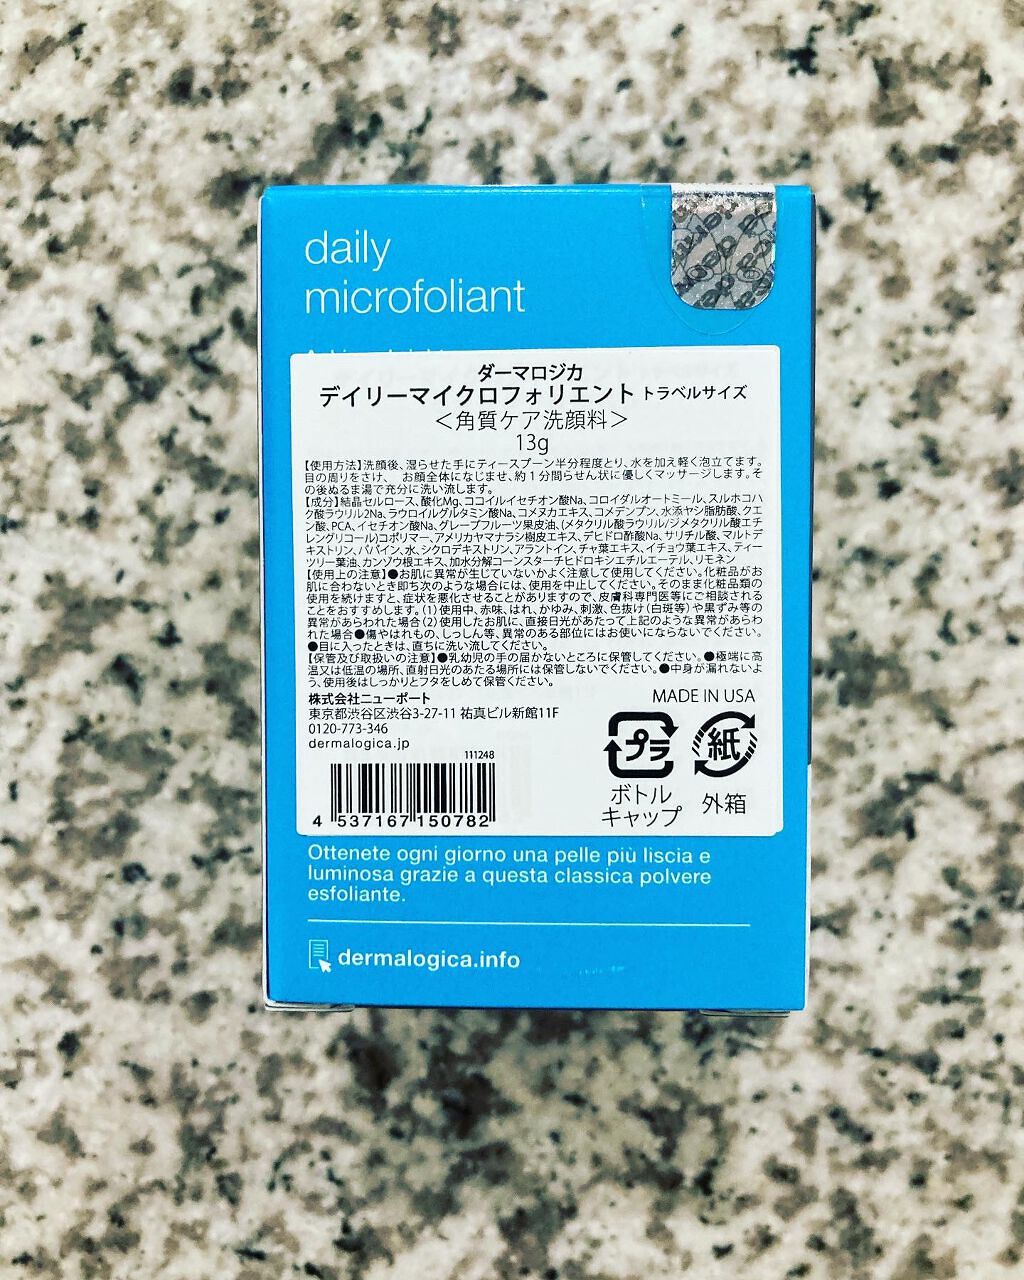 daily
microfoliant
ダーマロジカ
デイリーマイクロフォリエント トラベルサイズ
＜角質ケア洗顔料＞
13g
【使用方法】洗顔後、湿らせた手にティースプーン半分程度とり、水を加え軽く泡立てます。
目の周りをさけ、 お顔全体になじませ、約１分間らせん状に優しくマッサージします。そ
の後ぬるま湯で充分に洗い流します。
【成分】結晶セルロース、酸化Mg、ココイルイセチオン酸Na、コロイダルオートミール、スルホコハ
ク酸ラウリル2Na、ラウロイルグルタミン酸Na、コメヌカエキス、コメデンプン、水添ヤシ脂肪酸、クエ
ン酸、PCA、イセチオン酸Na、グレープフルーツ果皮油、(メタクリル酸ラウリル/ジメタクリル酸エチ
レングリコール)コポリマー、アメリカヤマナラシ樹皮エキス、デヒドロ酢酸Na、サリチル酸、マルトデ
キストリン、パパイン、水、シクロデキストリン、アラントイン、チャ葉エキス、イチョウ葉エキス、ティー
ツリー葉油、カンゾウ根エキス、加水分解コーンスターチヒドロキシエチルエーテル、リモネン
【使用上の注意】●お肌に異常が生じていないかよく注意して使用してください。化粧品がお
肌に合わないとき即ち次のような場合には、使用を中止してください。そのまま化粧品類の
使用を続けますと、症状を悪化させることがありますので、皮膚科専門医等にご相談される
ことをおすすめします。(1)使用中、赤味、はれ、かゆみ、刺激、色抜け(白斑等)や黒ずみ等の
異常があらわれた場合(2)使用したお肌に、直接日光があたって上記のような異常があらわ
れた場合●傷やはれもの、しっしん等、異常のある部位にはお使いにならないでください。
●目に入ったときは、直ちに洗い流してください。
【保管及び取扱いの注意】●乳幼児の手の届かないところに保管してください。●極端に高
温又は低温の場所、直射日光のあたる場所には保管しないでください。●中身が漏れないよ
う、使用後はしっかりとフタをしめて保管ください。
株式会社ニューポート
東京都渋谷区渋谷3-27-11 祐真ビル新館11F
0120-773-346
dermalogica.jp
MADE IN USA
プラ
紙
ボトル
キャップ
外箱
111248
4 537167 150782
Ottenete ogni giorno una pelle più liscia e
luminosa grazie a questa classica polvere
esfoliante.
dermalogica.info